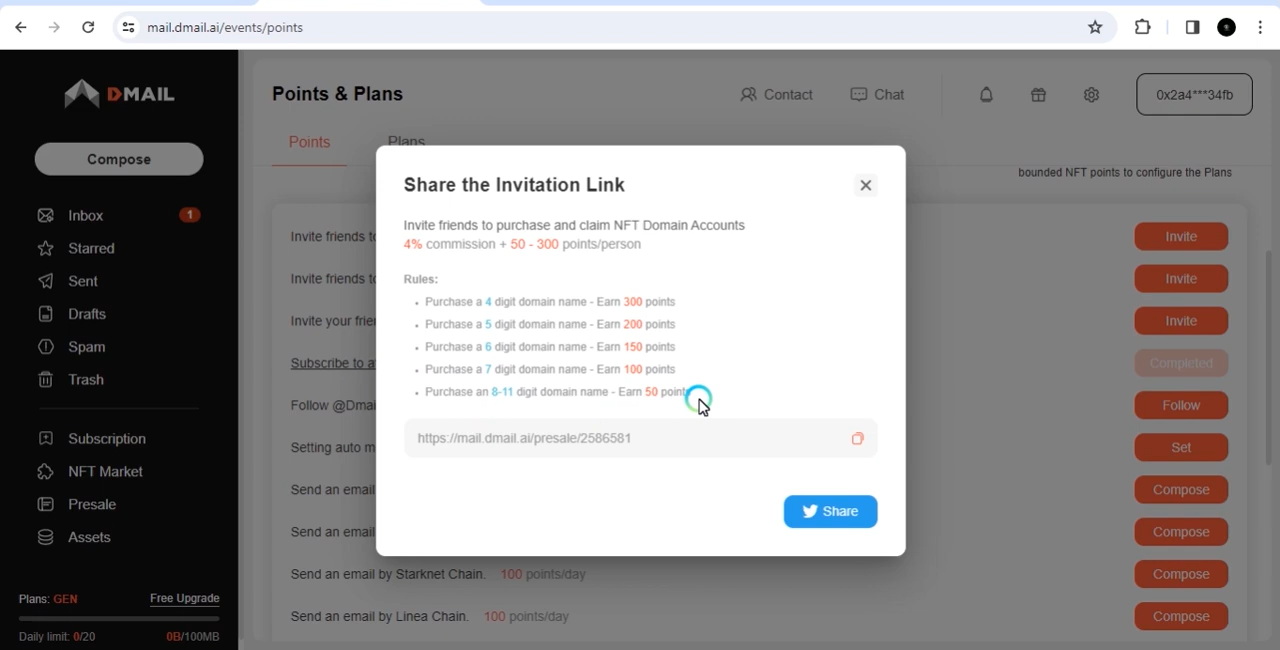 mail.dmail.ai/events/points
DMAIL
Points & Plans
Contact
Chat
0x2a4***34fb
Compose
Points
Plans
bounded NFT points to configure the Plans
Share the Invitation Link
Invite friends to purchase and claim NFT Domain Accounts
4% commission + 50 - 300 points/person
Rules:
• Purchase a 4 digit domain name - Earn 300 points
• Purchase a 5 digit domain name - Earn 200 points
• Purchase a 6 digit domain name - Earn 150 points
• Purchase a 7 digit domain name - Earn 100 points
• Purchase an 8-11 digit domain name - Earn 50 points
https://mail.dmail.ai/presale/2586581
Share
Inbox
1
Starred
Sent
Drafts
Spam
Trash
Subscription
NFT Market
Presale
Assets
Plans: GEN
Free Upgrade
Daily limit: 0/20
0B/100MB
Invite friends
Invite
Invite friends
Invite
Invite your
Invite
Subscribe to
Completed
Follow
Follow
Setting auto
Set
Send an email
Compose
Send an email
Compose
Send an email by Starknet Chain. 100 points/day
Compose
Send an email by Linea Chain. 100 points/day
Compose